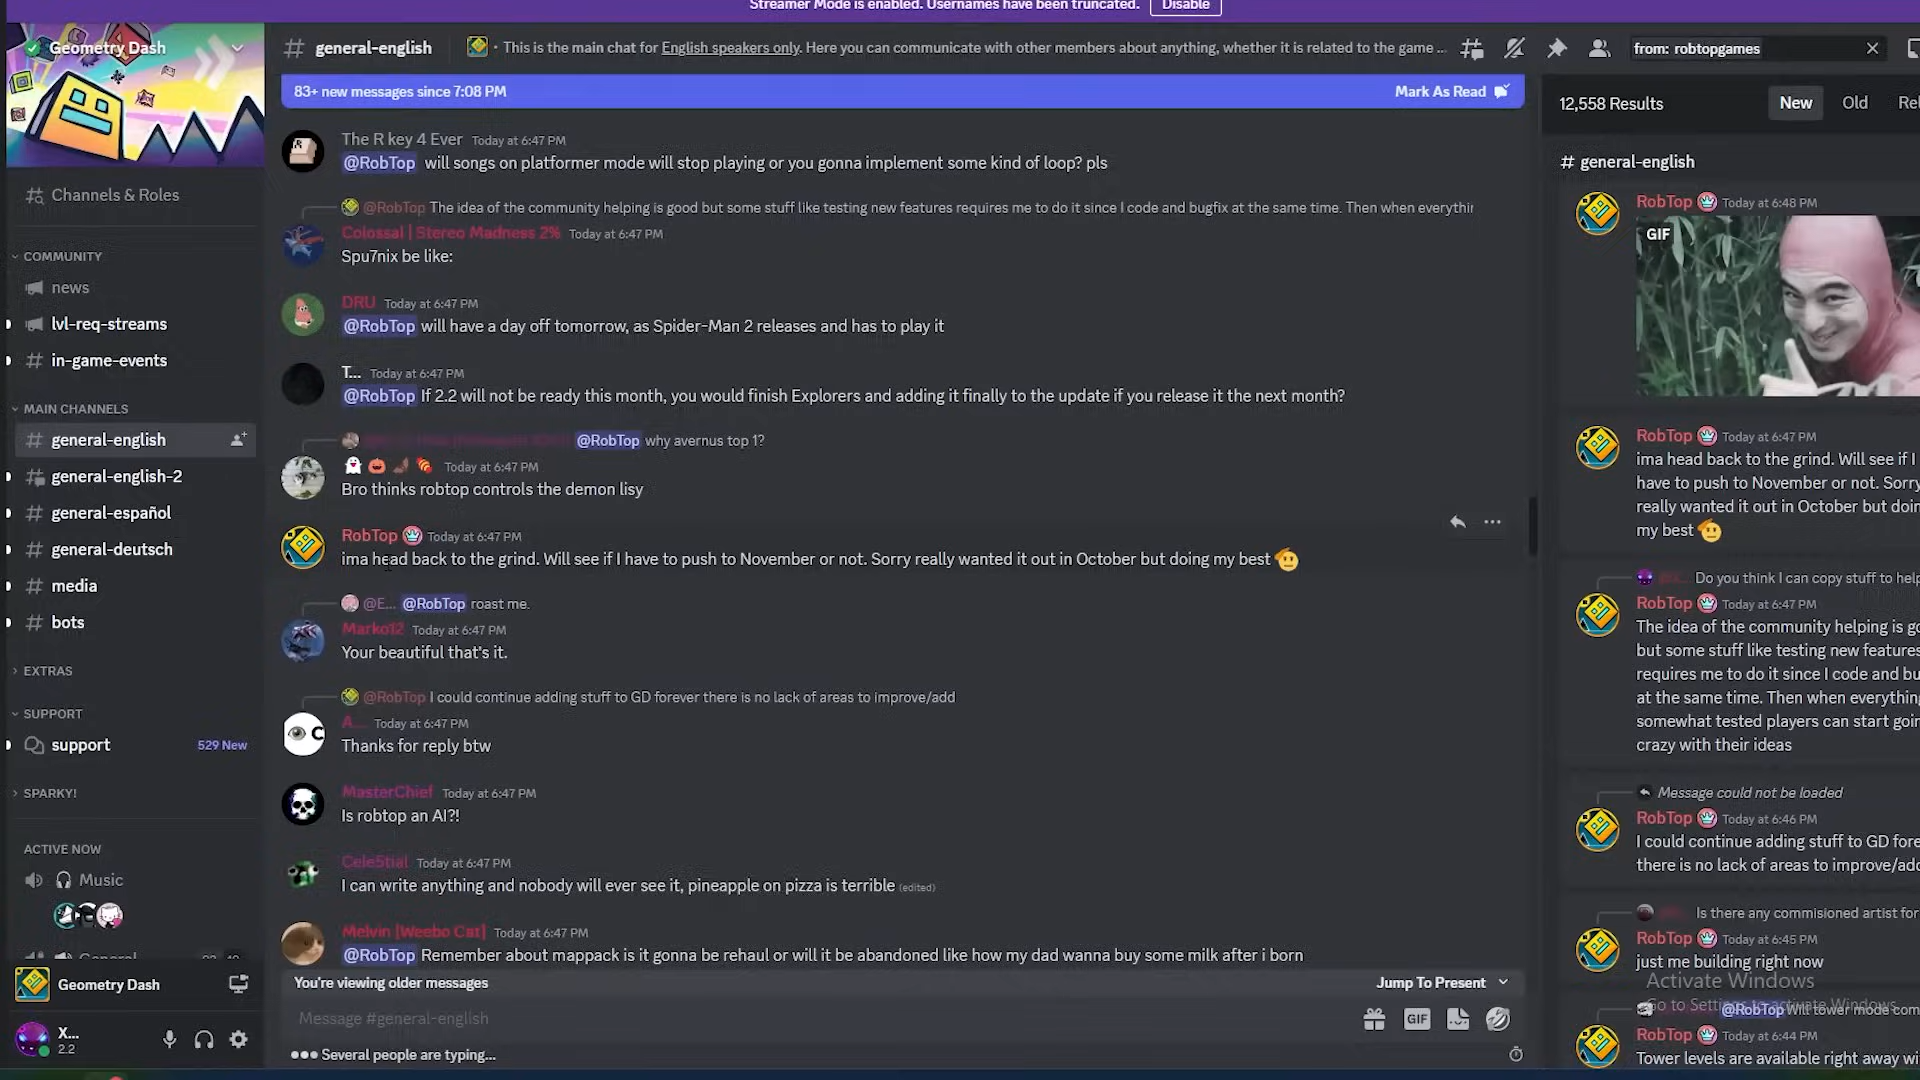 Streamer Mode is enabled. Usernames have been truncated.
Disable
Geometry Dash
Channels & Roles
COMMUNITY
news
lvl-req-streams
in-game-events
MAIN CHANNELS
general-english
general-english-2
general-español
general-deutsch
media
bots
EXTRAS
SUPPORT
support 529 New
SPARKY!
ACTIVE NOW
Music
General
Geometry Dash
X...
2.2
# general-english This is the main chat for English speakers only. Here you can communicate with other members about anything, whether it is related to the game ...
from: robtopgames
83+ new messages since 7:08 PM Mark As Read
The R key 4 Ever Today at 6:47 PM
@RobTop will songs on platformer mode will stop playing or you gonna implement some kind of loop? pls
@RobTop The idea of the community helping is good but some stuff like testing new features requires me to do it since I code and bugfix at the same time. Then when everythir
Colossal | Stereo Madness 2% Today at 6:47 PM
Spu7nix be like:
DRU Today at 6:47 PM
@RobTop will have a day off tomorrow, as Spider-Man 2 releases and has to play it
T... Today at 6:47 PM
@RobTop If 2.2 will not be ready this month, you would finish Explorers and adding it finally to the update if you release it the next month?
@RobTop why avernus top 1?
Today at 6:47 PM
Bro thinks robtop controls the demon lisy
RobTop Today at 6:47 PM
ima head back to the grind. Will see if I have to push to November or not. Sorry really wanted it out in October but doing my best
@E... @RobTop roast me.
Marko12 Today at 6:47 PM
Your beautiful that's it.
@RobTop I could continue adding stuff to GD forever there is no lack of areas to improve/add
A... Today at 6:47 PM
Thanks for reply btw
MasterChief Today at 6:47 PM
Is robtop an AI?!
Cele5tial Today at 6:47 PM
I can write anything and nobody will ever see it, pineapple on pizza is terrible (edited)
Melvin [Weebo Cat] Today at 6:47 PM
@RobTop Remember about mappack is it gonna be rehaul or will it be abandoned like how my dad wanna buy some milk after i born
You're viewing older messages Jump To Present
Message #general-english
GIF
Several people are typing...
12,558 Results New Old Rel
# general-english
RobTop Today at 6:48 PM
GIF
RobTop Today at 6:47 PM
ima head back to the grind. Will see if I
have to push to November or not. Sorry
really wanted it out in October but doin
my best
Do you think I can copy stuff to help
RobTop Today at 6:47 PM
The idea of the community helping is go
but some stuff like testing new features
requires me to do it since I code and bu
at the same time. Then when everything
somewhat tested players can start goin
crazy with their ideas
Message could not be loaded
RobTop Today at 6:46 PM
I could continue adding stuff to GD fore
there is no lack of areas to improve/add
Is there any commisioned artist for
RobTop Today at 6:45 PM
just me building right now
Activate Windows
Go to Settings to activate Windows.
@RobTop Will tower mode com
RobTop Today at 6:44 PM
Tower levels are available right away wi